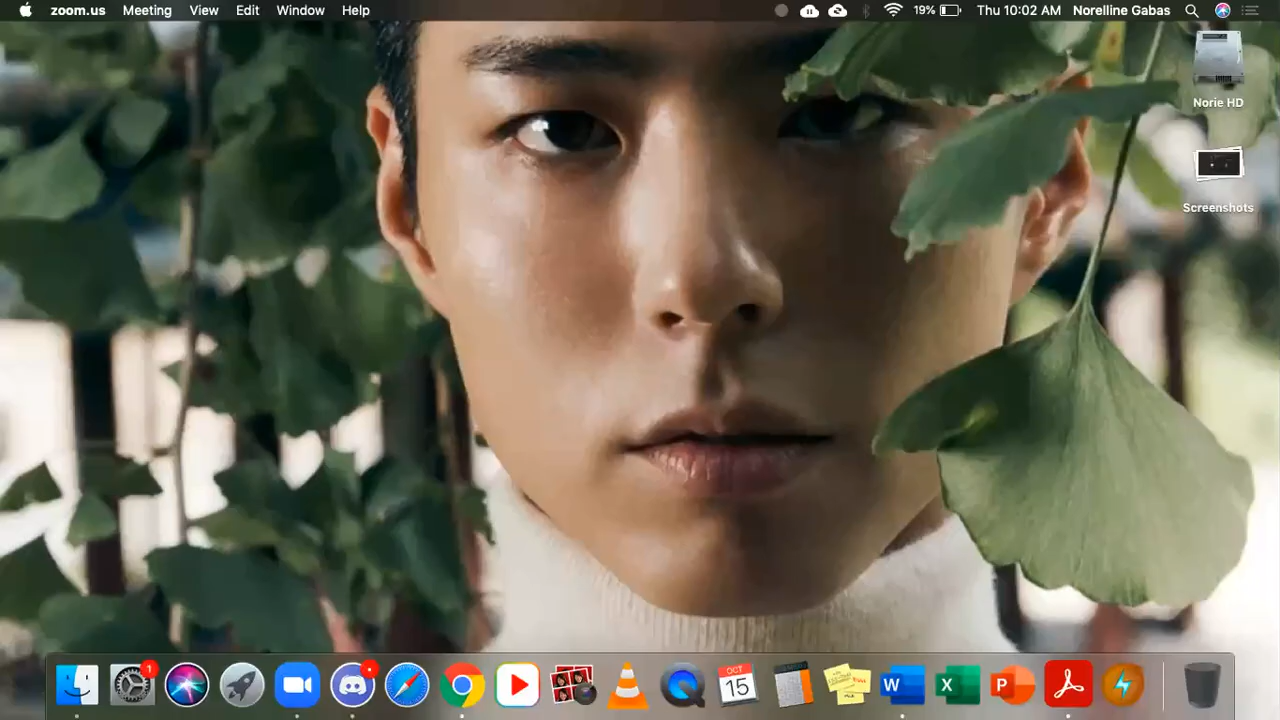 zoom.us Meeting View Edit Window Help 19% Thu 10:02 AM Norelline Gabas
Norie HD
Screenshots
1
OCT
15
W
X
P